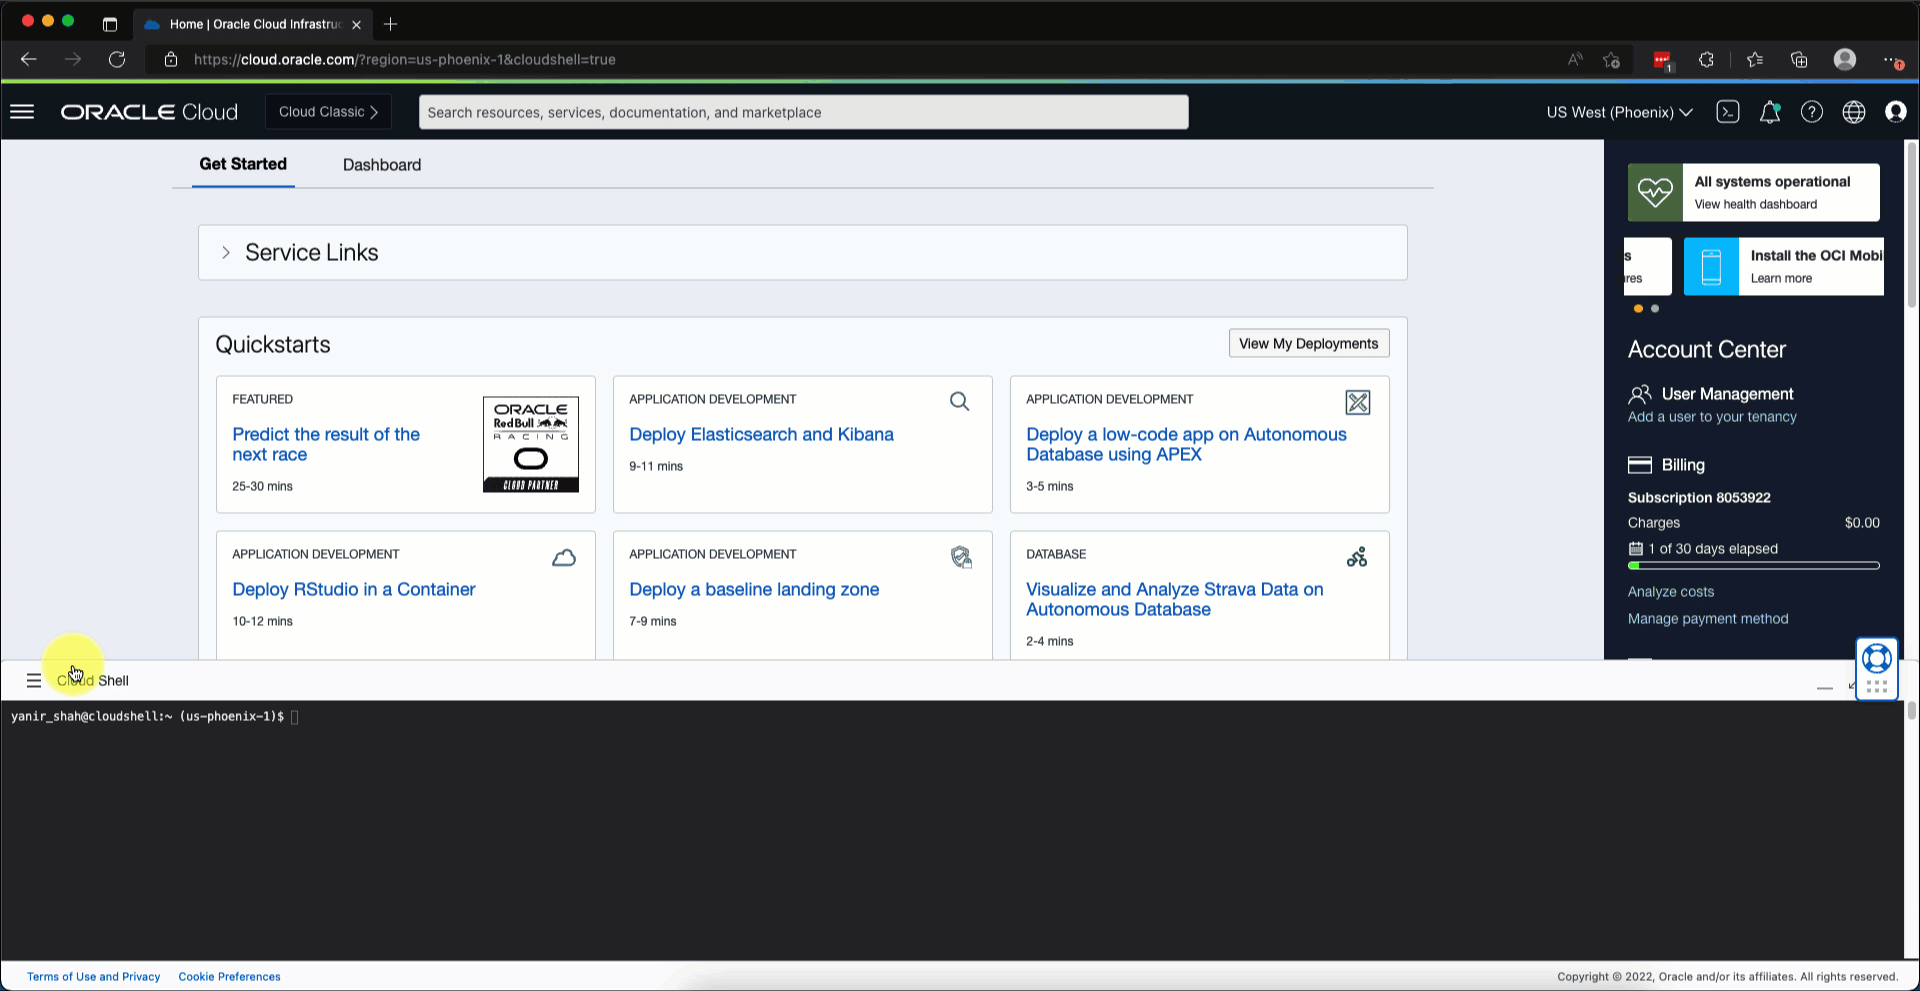 Home | Oracle Cloud Infrastruc
https://cloud.oracle.com/?region=us-phoenix-1&cloudshell=true
1
ORACLE Cloud
Cloud Classic
Search resources, services, documentation, and marketplace
US West (Phoenix)
Get Started
Dashboard
Service Links
Quickstarts
View My Deployments
FEATURED
Predict the result of the
next race
25-30 mins
ORACLE
Red Bull
RACING
CLOUD PARTNER
APPLICATION DEVELOPMENT
Deploy Elasticsearch and Kibana
9-11 mins
APPLICATION DEVELOPMENT
Deploy a low-code app on Autonomous
Database using APEX
3-5 mins
APPLICATION DEVELOPMENT
Deploy RStudio in a Container
10-12 mins
APPLICATION DEVELOPMENT
Deploy a baseline landing zone
7-9 mins
DATABASE
Visualize and Analyze Strava Data on
Autonomous Database
2-4 mins
All systems operational
View health dashboard
s
ires
Install the OCI Mobi
Learn more
Account Center
User Management
Add a user to your tenancy
Billing
Subscription 8053922
Charges $0.00
1 of 30 days elapsed
Analyze costs
Manage payment method
Cloud Shell
yanir_shah@cloudshell:~ (us-phoenix-1)$
Terms of Use and Privacy
Cookie Preferences
Copyright © 2022, Oracle and/or its affiliates. All rights reserved.